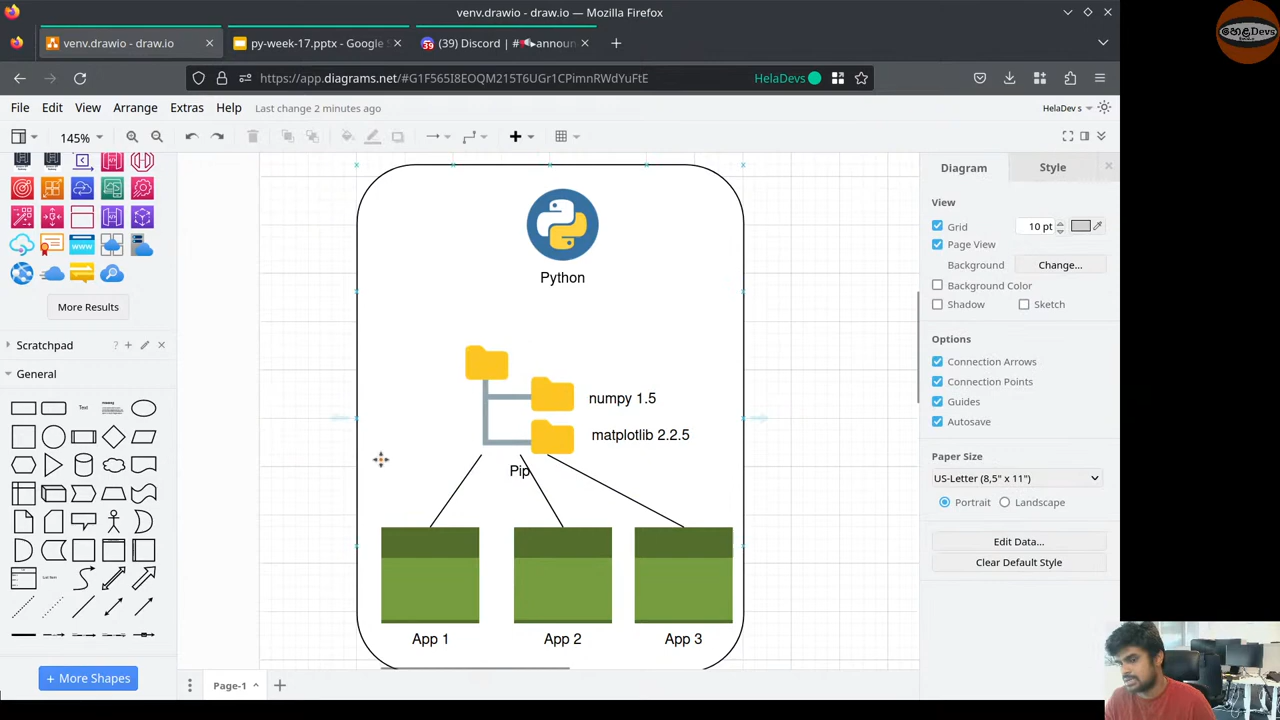 venv.drawio - draw.io — Mozilla Firefox
venv.drawio - draw.io
py-week-17.pptx - Google S
(39) Discord | #
announ
https://app.diagrams.net/#G1F565I8EOQM215T6UGr1CPimnRWdYuFtE
HelaDevs
හෙළDevs
File
Edit
View
Arrange
Extras
Help
Last change 2 minutes ago
HelaDev s
145%
More Results
Scratchpad
General
Text
+ More Shapes
Python
numpy 1.5
matplotlib 2.2.5
Pip
App 1
App 2
App 3
Page-1
Diagram
Style
View
Grid
10 pt
Page View
Background
Change...
Background Color
Shadow
Sketch
Options
Connection Arrows
Connection Points
Guides
Autosave
Paper Size
US-Letter (8,5" x 11")
Portrait
Landscape
Edit Data...
Clear Default Style